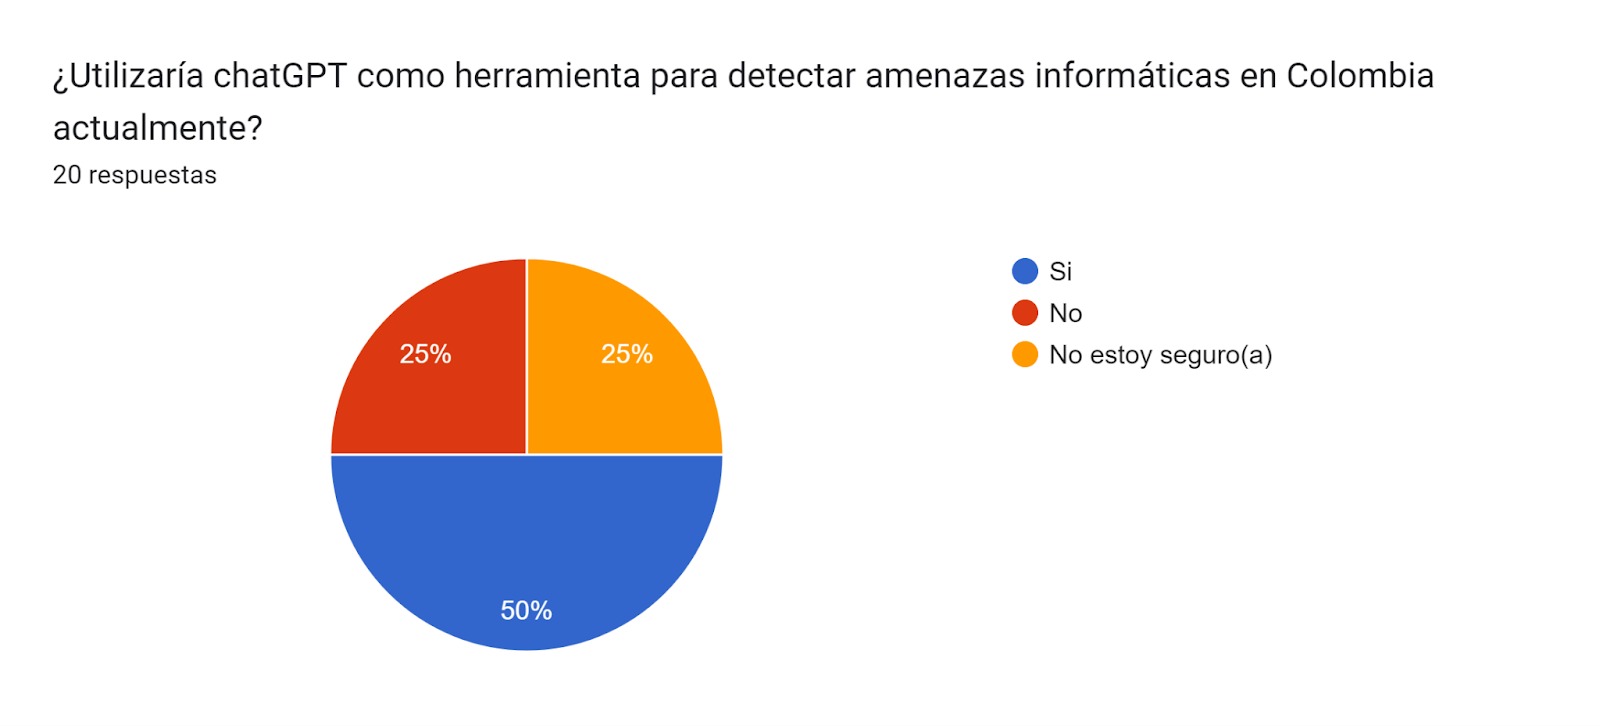 ¿Utilizaría chatGPT como herramienta para detectar amenazas informáticas en Colombia
actualmente?
20 respuestas
Si
No
No estoy seguro(a)
25%
25%
50%